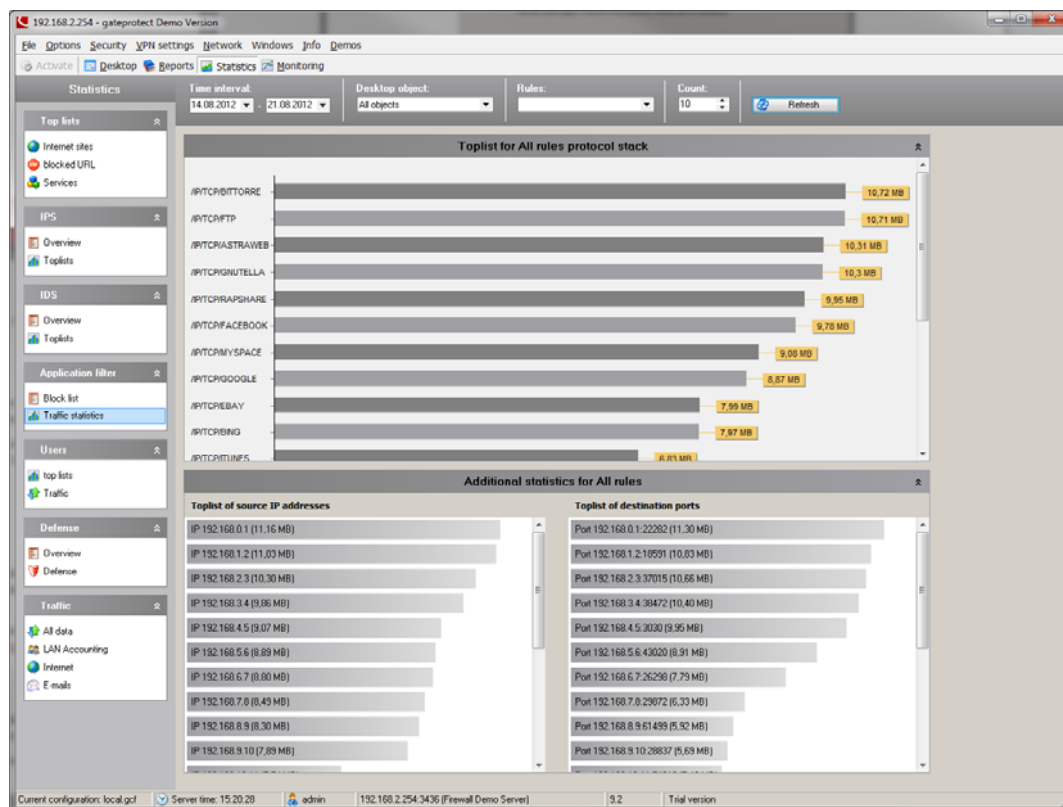 192.168.2.254 - gateprotect Demo Version
File Options Security VPN settings Network Windows Info Demos
Activate Desktop Reports Statistics Monitoring
Statistics
Time interval:
14.08.2012 - 21.08.2012
Desktop object:
All objects
Rules:
Count:
10
Refresh
Top lists
Internet sites
blocked URL
Services
IPS
Overview
Toplists
IDS
Overview
Toplists
Application filter
Block list
Traffic statistics
Users
top lists
Traffic
Defense
Overview
Defense
Traffic
All data
LAN Accounting
Internet
E-mails
Toplist for All rules protocol stack
/IP/TCP/BITTORRE 10,72 MB
/IP/TCP/FTP 10,71 MB
/IP/TCP/ASTRAWEB 10,31 MB
/IP/TCP/GNUTELLA 10,3 MB
/IP/TCP/RAPSHARE 9,95 MB
/IP/TCP/FACEBOOK 9,78 MB
/IP/TCP/MYSPACE 9,08 MB
/IP/TCP/GOOGLE 8,87 MB
/IP/TCP/EBAY 7,99 MB
/IP/TCP/BING 7,97 MB
/IP/TCP/ITUNES 6,83 MB
Additional statistics for All rules
Toplist of source IP addresses
IP 192.168.0.1 (11,16 MB)
IP 192.168.1.2 (11,03 MB)
IP 192.168.2.3 (10,30 MB)
IP 192.168.3.4 (9,86 MB)
IP 192.168.4.5 (9,07 MB)
IP 192.168.5.6 (8,89 MB)
IP 192.168.6.7 (8,80 MB)
IP 192.168.7.8 (8,49 MB)
IP 192.168.8.9 (8,30 MB)
IP 192.168.9.10 (7,89 MB)
Toplist of destination ports
Port 192.168.0.1:22282 (11,30 MB)
Port 192.168.1.2:18591 (10,83 MB)
Port 192.168.2.3:37015 (10,66 MB)
Port 192.168.3.4:38472 (10,40 MB)
Port 192.168.4.5:3030 (9,95 MB)
Port 192.168.5.6:43020 (8,91 MB)
Port 192.168.6.7:26298 (7,79 MB)
Port 192.168.7.8:29872 (6,33 MB)
Port 192.168.8.9:61499 (5,92 MB)
Port 192.168.9.10:28837 (5,69 MB)
Current configuration: local.gcf Server time: 15:20:28 admin 192.168.2.254:3436 (Firewall Demo Server) 9.2 Trial version